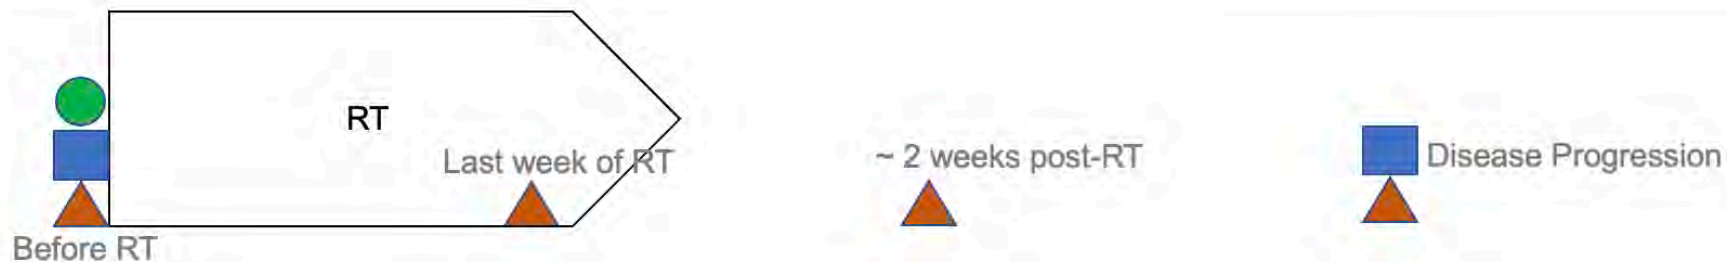 RT
Last week of RT
~ 2 weeks post-RT
Disease Progression
Before RT